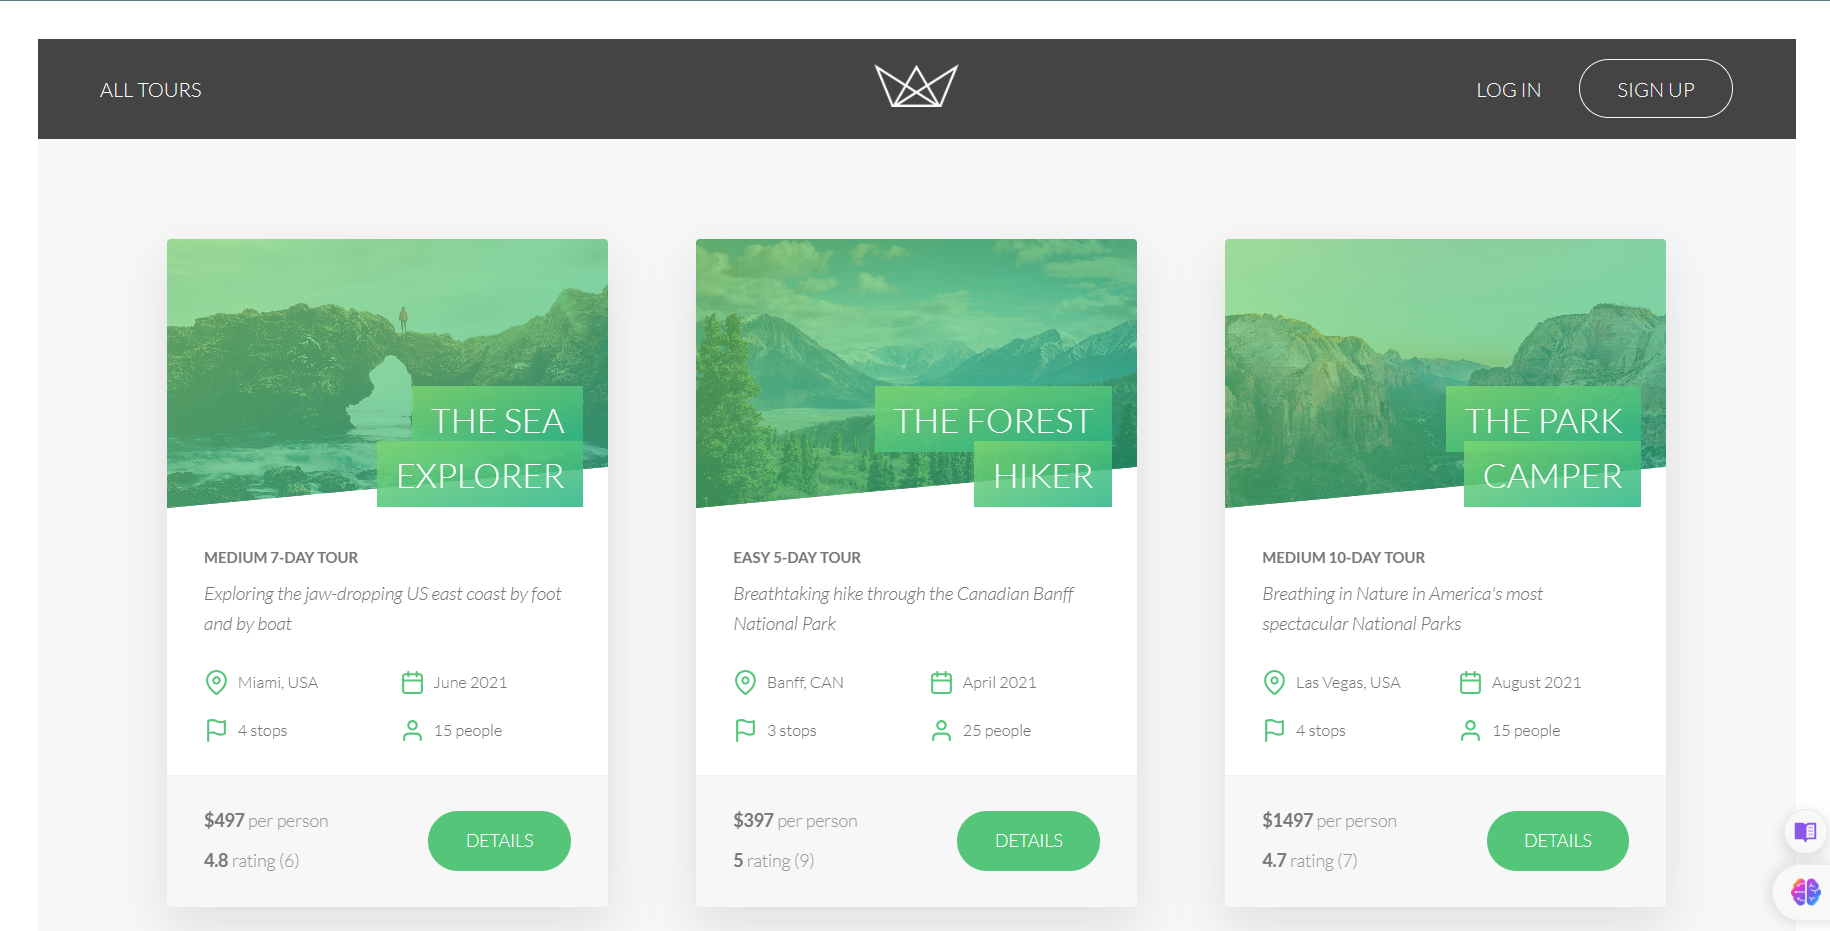 ALL TOURS
LOG IN
SIGN UP
THE SEA
EXPLORER
MEDIUM 7-DAY TOUR
Exploring the jaw-dropping US east coast by foot
and by boat
Miami, USA
June 2021
4 stops
15 people
$497 per person
4.8 rating (6)
DETAILS
THE FOREST
HIKER
EASY 5-DAY TOUR
Breathtaking hike through the Canadian Banff
National Park
Banff, CAN
April 2021
3 stops
25 people
$397 per person
5 rating (9)
DETAILS
THE PARK
CAMPER
MEDIUM 10-DAY TOUR
Breathing in Nature in America's most
spectacular National Parks
Las Vegas, USA
August 2021
4 stops
15 people
$1497 per person
4.7 rating (7)
DETAILS